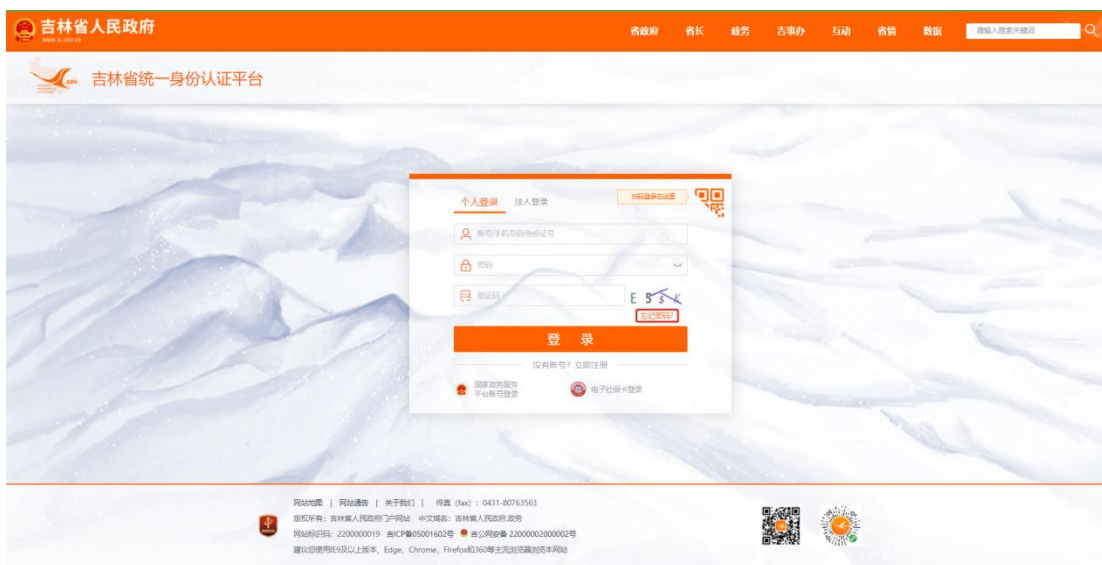 吉林省人民政府
省政府 省长 政务 吉事办 互动 省情 数据 请输入搜索关键词
吉林省统一身份认证平台
个人登录 法人登录 扫码登录在这里
账号/手机号码/身份证号
密码
验证码 E 5 S K
忘记密码?
登 录
没有账号? 立即注册
国家政务服务
平台账号登录
电子社保卡登录
网站地图 | 网站通告 | 关于我们 | 传真 (fax) : 0431-80763563
版权所有: 吉林省人民政府门户网站 中文域名: 吉林省人民政府.政务
网站标识码: 2200000019 吉ICP备05001602号 吉公网安备 22000002000002号
建议您使用IE9及以上版本、Edge、Chrome、Firefox和360等主流浏览器浏览本网站